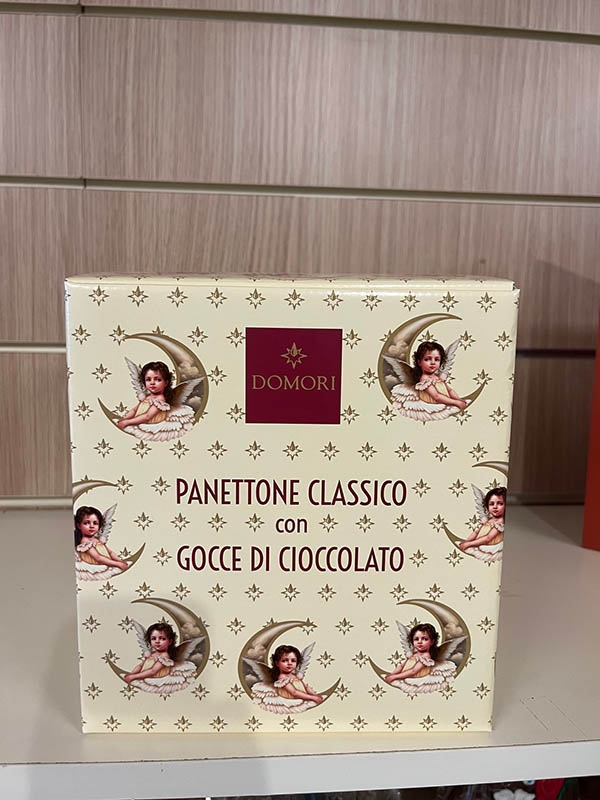 DOMORI
PANETTONE CLASSICO
con
GOCCE DI CIOCCOLATO